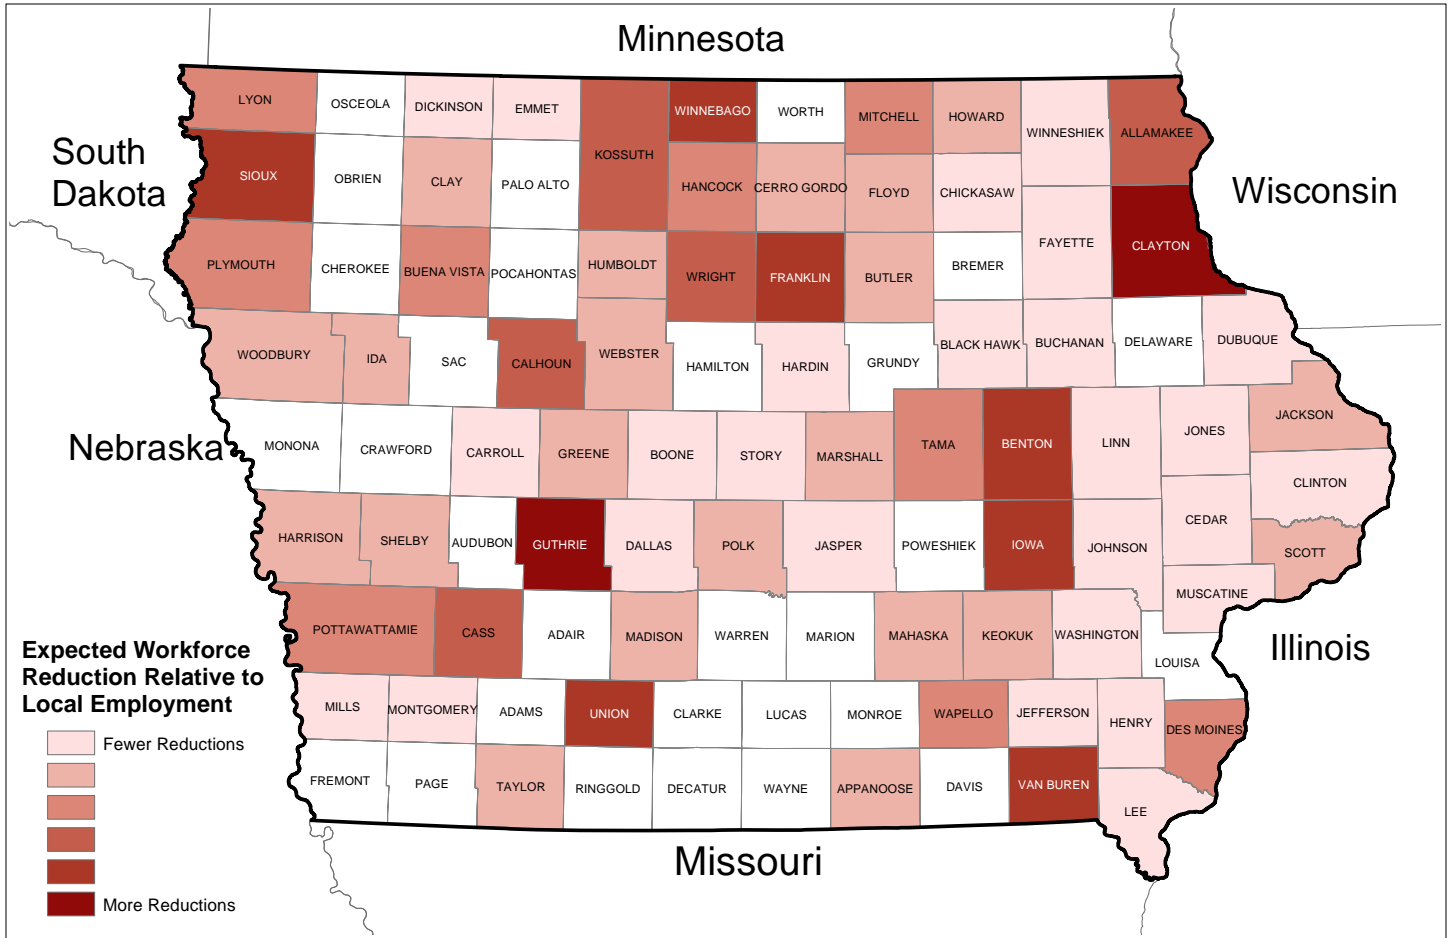 Minnesota
South
Dakota
Wisconsin
Nebraska
Illinois
Missouri
LYON
OSCEOLA
DICKINSON
EMMET
KOSSUTH
WINNEBAGO
WORTH
MITCHELL
HOWARD
WINNESHIEK
ALLAMAKEE
SIOUX
OBRIEN
CLAY
PALO ALTO
HANCOCK
CERRO GORDO
FLOYD
CHICKASAW
FAYETTE
CLAYTON
PLYMOUTH
CHEROKEE
BUENA VISTA
POCAHONTAS
HUMBOLDT
WRIGHT
FRANKLIN
BUTLER
BREMER
WOODBURY
IDA
SAC
CALHOUN
WEBSTER
HAMILTON
HARDIN
GRUNDY
BLACK HAWK
BUCHANAN
DELAWARE
DUBUQUE
MONONA
CRAWFORD
CARROLL
GREENE
BOONE
STORY
MARSHALL
TAMA
BENTON
LINN
JONES
JACKSON
CLINTON
HARRISON
SHELBY
AUDUBON
GUTHRIE
DALLAS
POLK
JASPER
POWESHIEK
IOWA
JOHNSON
CEDAR
SCOTT
MUSCATINE
POTTAWATTAMIE
CASS
ADAIR
MADISON
WARREN
MARION
MAHASKA
KEOKUK
WASHINGTON
LOUISA
MILLS
MONTGOMERY
ADAMS
UNION
CLARKE
LUCAS
MONROE
WAPELLO
JEFFERSON
HENRY
DES MOINES
FREMONT
PAGE
TAYLOR
RINGGOLD
DECATUR
WAYNE
APPANOOSE
DAVIS
VAN BUREN
LEE
Expected Workforce
Reduction Relative to
Local Employment
Fewer Reductions
More Reductions